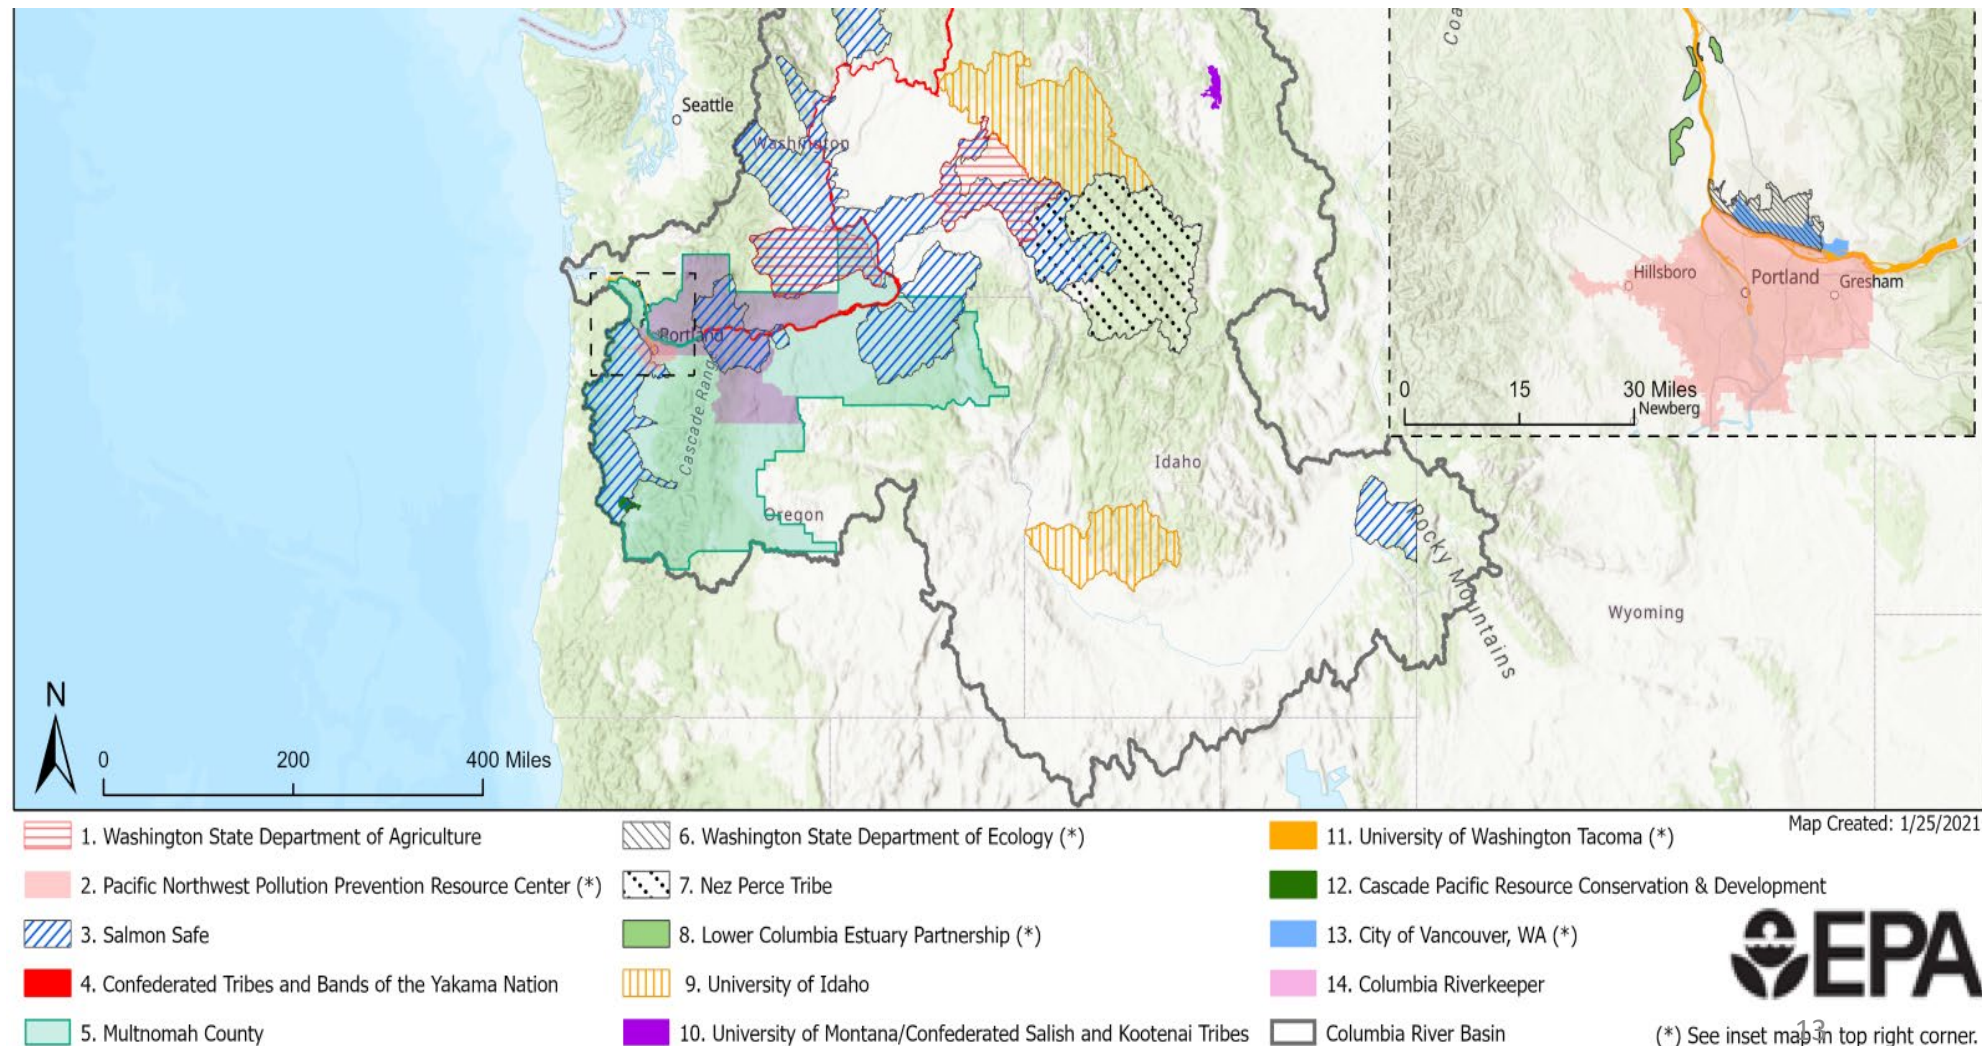 Seattle
Washington
Portland
Cascade Rang
Oregon
Idaho
Rocky Mountains
Wyoming
Coa
Hillsboro
Portland
Gresham
0 15 30 Miles
Newberg
N
0 200 400 Miles
Map Created: 1/25/2021
1. Washington State Department of Agriculture
2. Pacific Northwest Pollution Prevention Resource Center (*)
3. Salmon Safe
4. Confederated Tribes and Bands of the Yakama Nation
5. Multnomah County
6. Washington State Department of Ecology (*)
7. Nez Perce Tribe
8. Lower Columbia Estuary Partnership (*)
9. University of Idaho
10. University of Montana/Confederated Salish and Kootenai Tribes
11. University of Washington Tacoma (*)
12. Cascade Pacific Resource Conservation & Development
13. City of Vancouver, WA (*)
14. Columbia Riverkeeper
Columbia River Basin
EPA
(*) See inset map in top right corner.
13